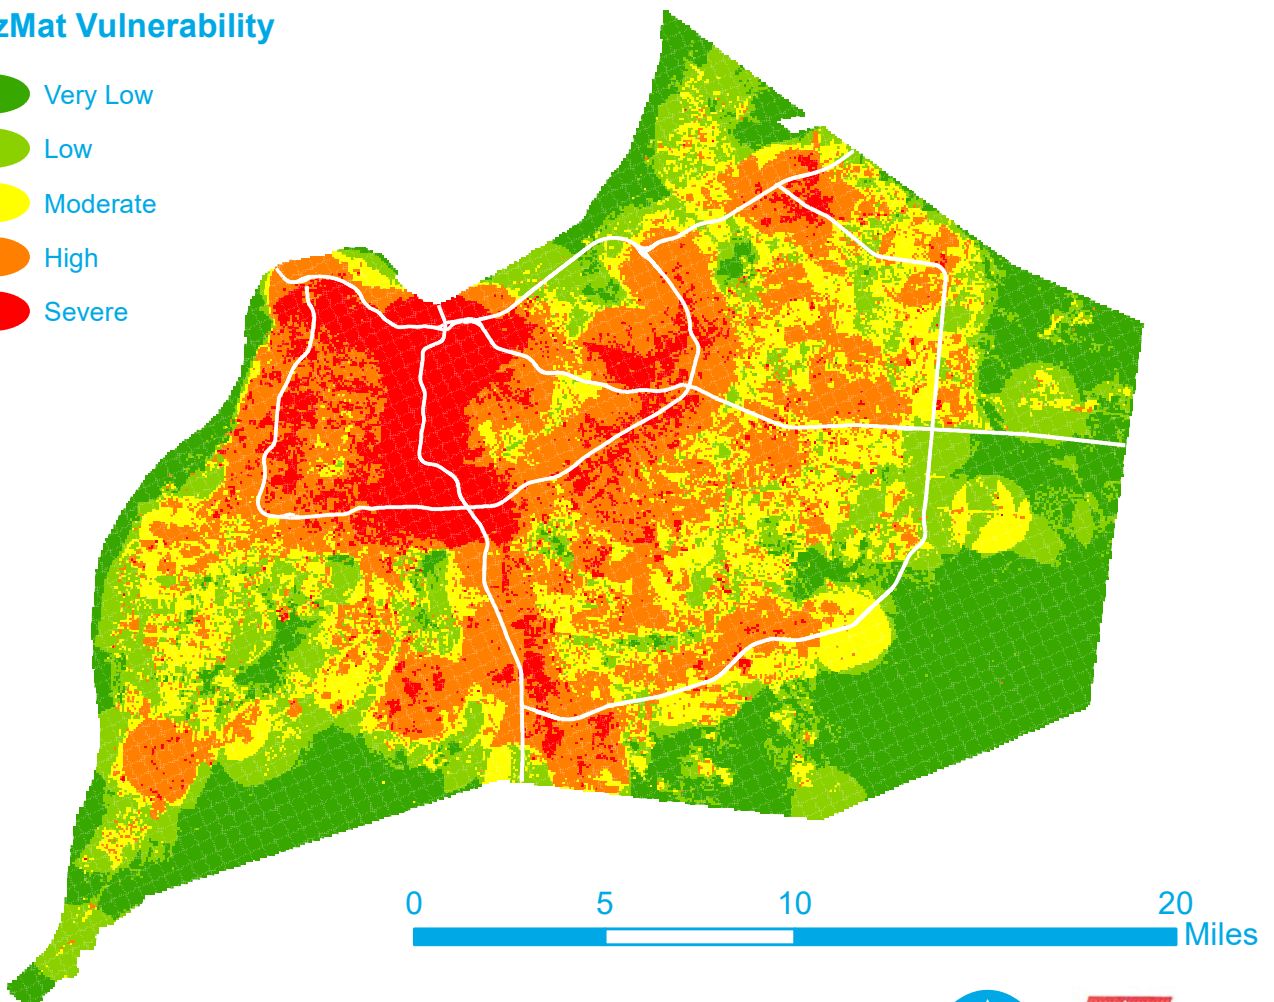 zMat Vulnerability
Very Low
Low
Moderate
High
Severe
0 5 10 20
Miles